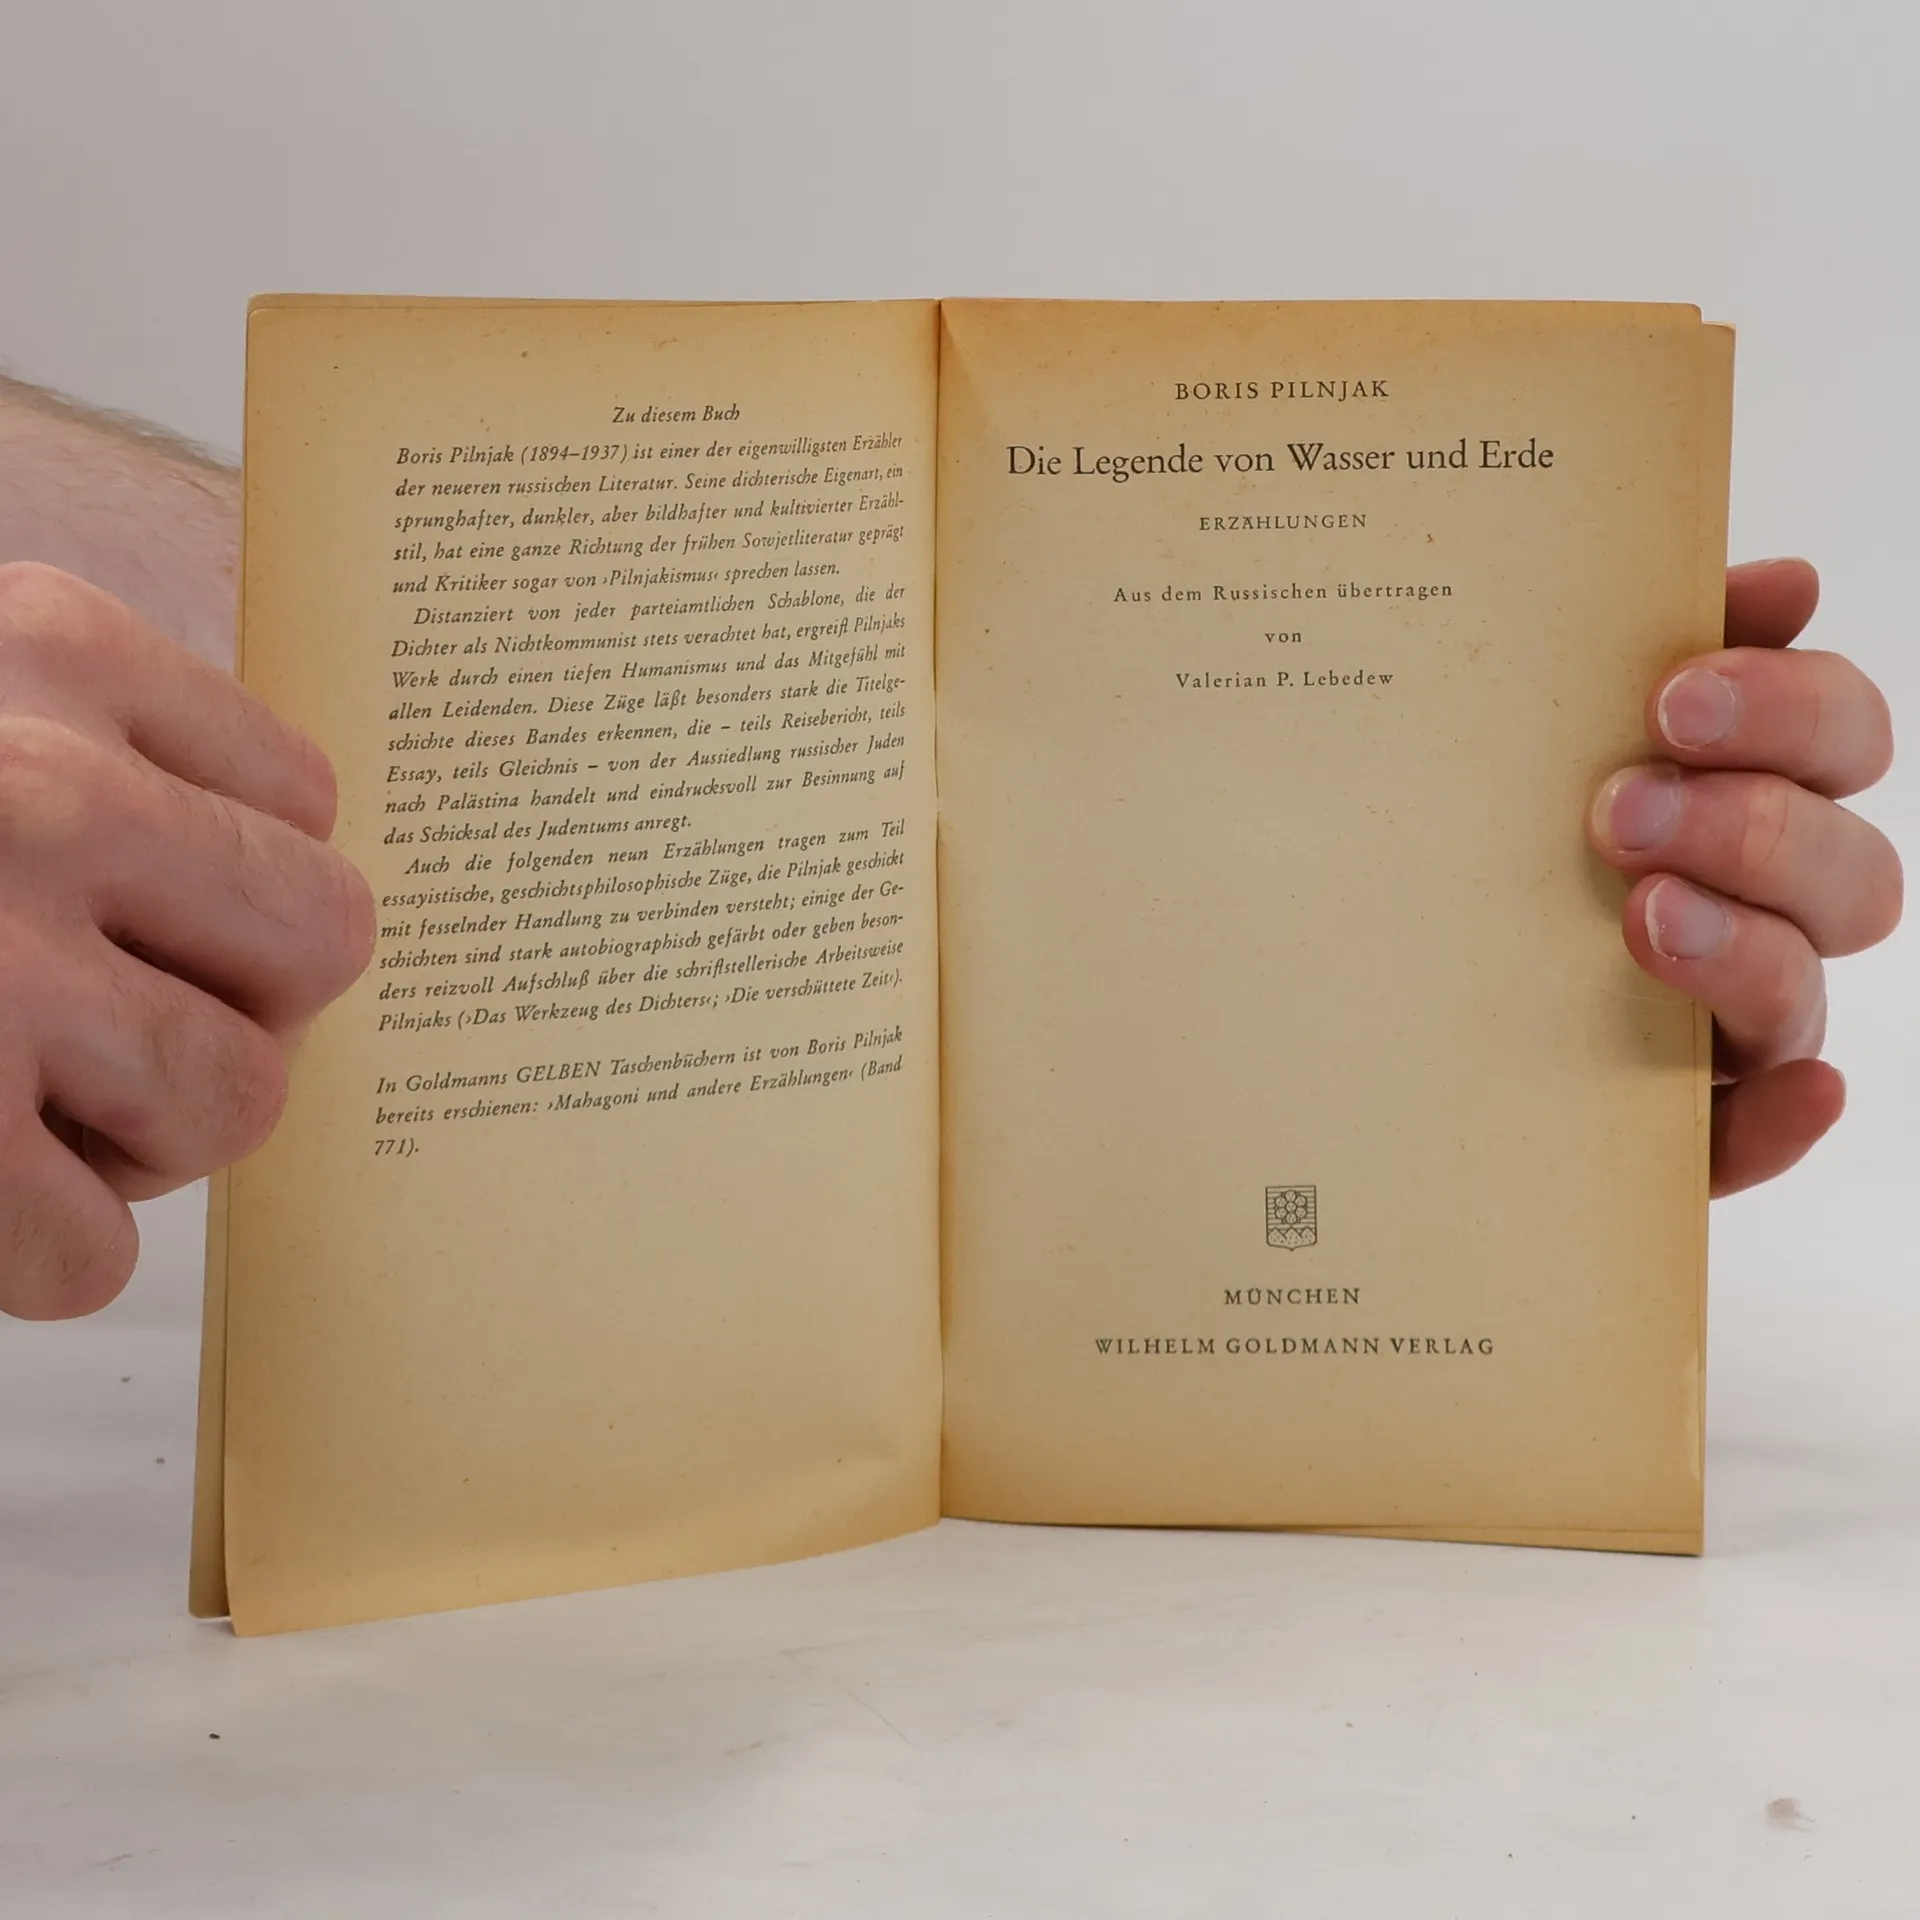 Zu diesem Buch
Boris Pilnjak (1894–1937) ist einer der eigenwilligsten Erzähler
der neueren russischen Literatur. Seine dichterische Eigenart, ein
sprunghafter, dunkler, aber bildhafter und kultivierter Erzähl-
stil, hat eine ganze Richtung der frühen Sowjetliteratur geprägt
und Kritiker sogar von ›Pilnjakismus‹ sprechen lassen.
Distanziert von jeder parteiamtlichen Schablone, die der
Dichter als Nichtkommunist stets verachtet hat, ergreift Pilnjaks
Werk durch einen tiefen Humanismus und das Mitgefühl mit
allen Leidenden. Diese Züge läßt besonders stark die Titelge-
schichte dieses Bandes erkennen, die – teils Reisebericht, teils
Essay, teils Gleichnis – von der Aussiedlung russischer Juden
nach Palästina handelt und eindrucksvoll zur Besinnung auf
das Schicksal des Judentums anregt.
Auch die folgenden neun Erzählungen tragen zum Teil
essayistische, geschichtsphilosophische Züge, die Pilnjak geschickt
mit fesselnder Handlung zu verbinden versteht; einige der Ge-
schichten sind stark autobiographisch gefärbt oder geben beson-
ders reizvoll Aufschluß über die schriftstellerische Arbeitsweise
Pilnjaks (›Das Werkzeug des Dichters‹; ›Die verschüttete Zeit‹).
In Goldmanns GELBEN Taschenbüchern ist von Boris Pilnjak
bereits erschienen: ›Mahagoni und andere Erzählungen‹ (Band
771).
BORIS PILNJAK
Die Legende von Wasser und Erde
ERZÄHLUNGEN
Aus dem Russischen übertragen
von
Valerian P. Lebedew
MÜNCHEN
WILHELM GOLDMANN VERLAG